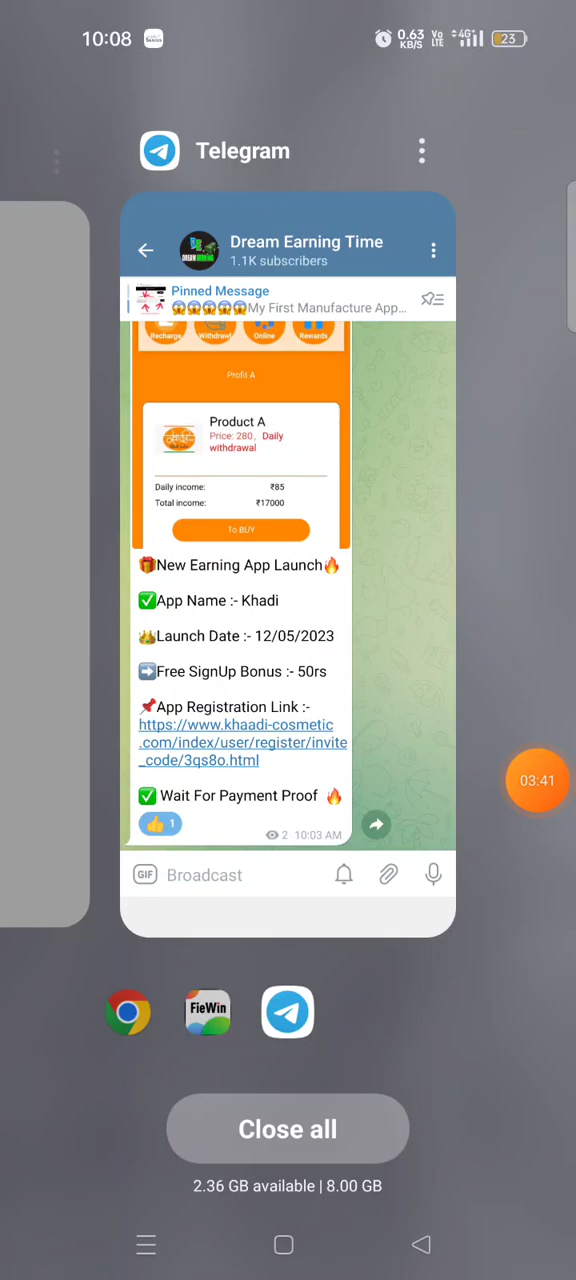 10:08
0.63 KB/S Vo LTE 4G 23
Telegram
Dream Earning Time
1.1K subscribers
Pinned Message
😱😱😱😱😱My First Manufacture App...
Recharge Withdrawl Online Rewards
Profit A
Product A
Price: 280, Daily
withdrawal
Daily income: ₹85
Total income: ₹17000
To BUY
🎁New Earning App Launch🔥
✅App Name :- Khadi
👑Launch Date :- 12/05/2023
➡️Free SignUp Bonus :- 50rs
📌App Registration Link :-
https://www.khaadi-cosmetic
.com/index/user/register/invite
_code/3qs8o.html
✅ Wait For Payment Proof 🔥
👍 1
2 10:03 AM
03:41
GIF Broadcast
FieWin
Close all
2.36 GB available | 8.00 GB